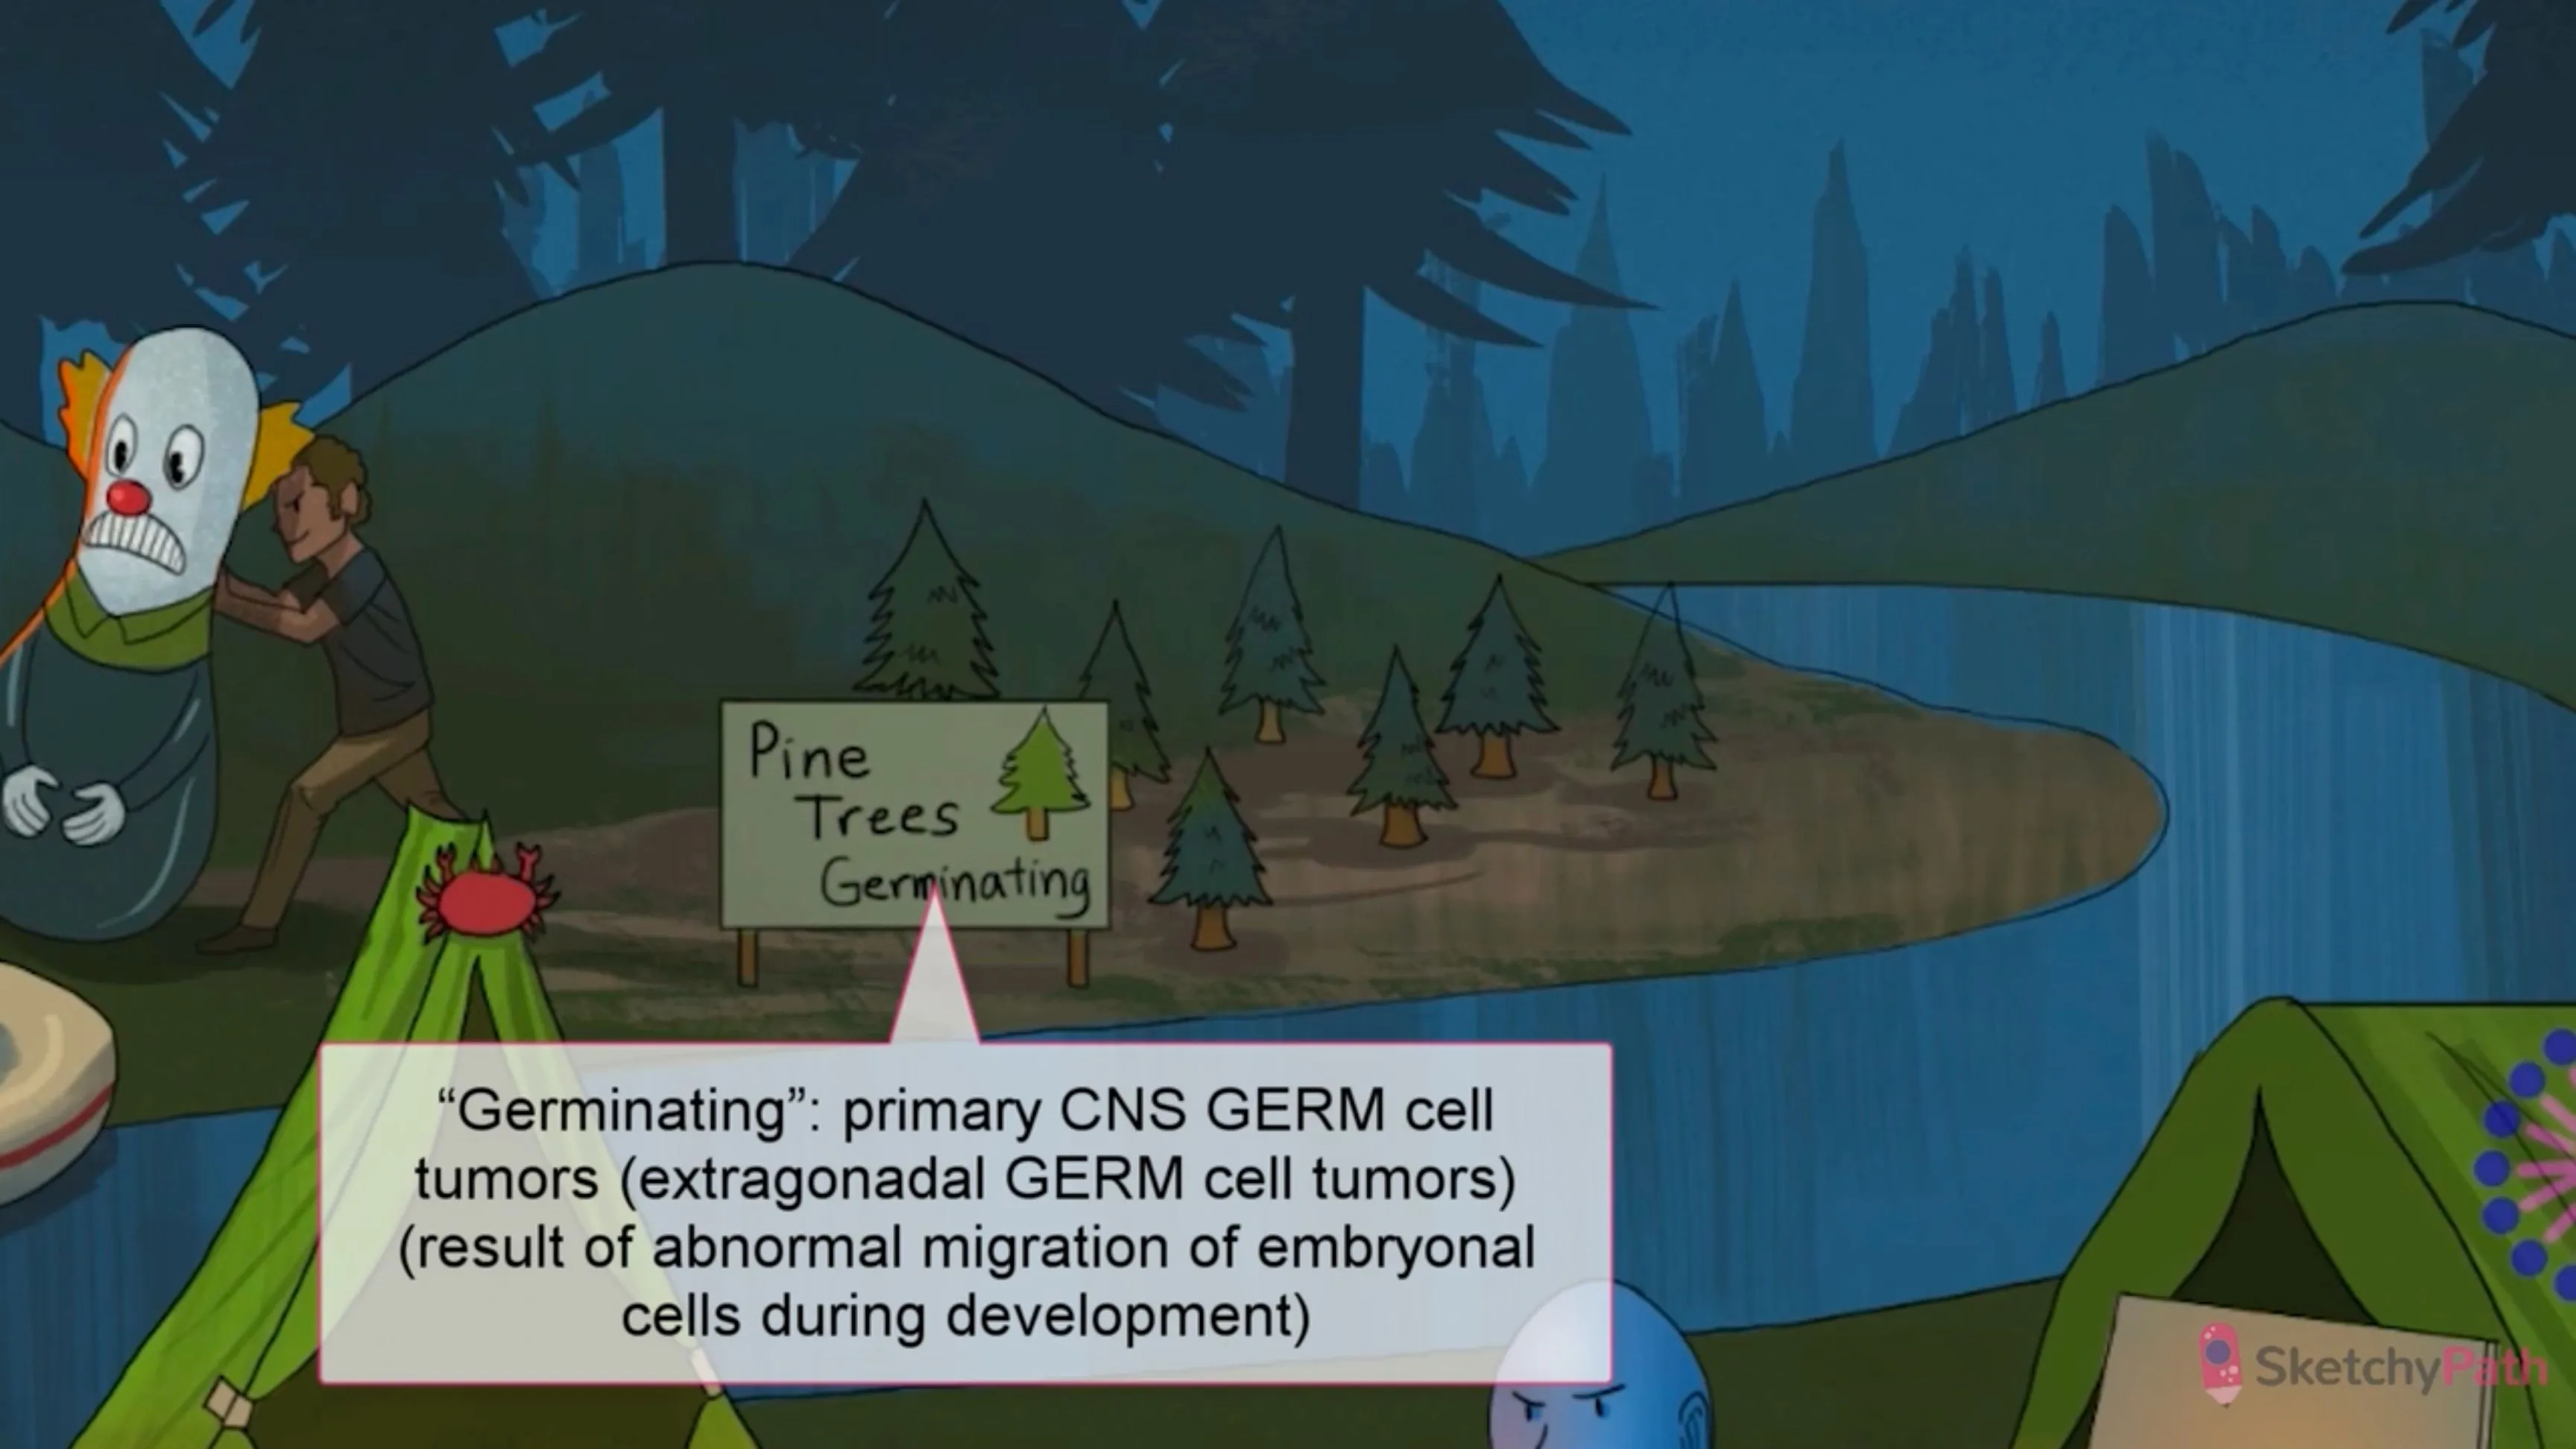 Pine
Trees
Germinating
“Germinating”: primary CNS GERM cell
tumors (extragonadal GERM cell tumors)
(result of abnormal migration of embryonal
cells during development)
SketchyPath